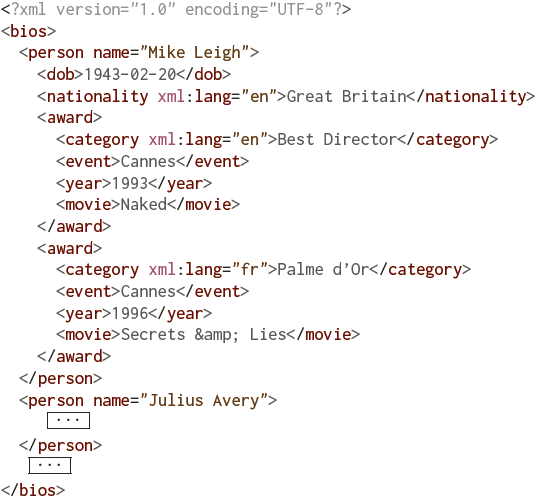 <?xml version="1.0" encoding="UTF-8"?>
<bios>
  <person name="Mike Leigh">
    <dob>1943-02-20</dob>
    <nationality xml:lang="en">Great Britain</nationality>
    <award>
      <category xml:lang="en">Best Director</category>
      <event>Cannes</event>
      <year>1993</year>
      <movie>Naked</movie>
    </award>
    <award>
      <category xml:lang="fr">Palme d’Or</category>
      <event>Cannes</event>
      <year>1996</year>
      <movie>Secrets &amp; Lies</movie>
    </award>
  </person>
  <person name="Julius Avery">
     ...
  </person>
   ...
</bios>